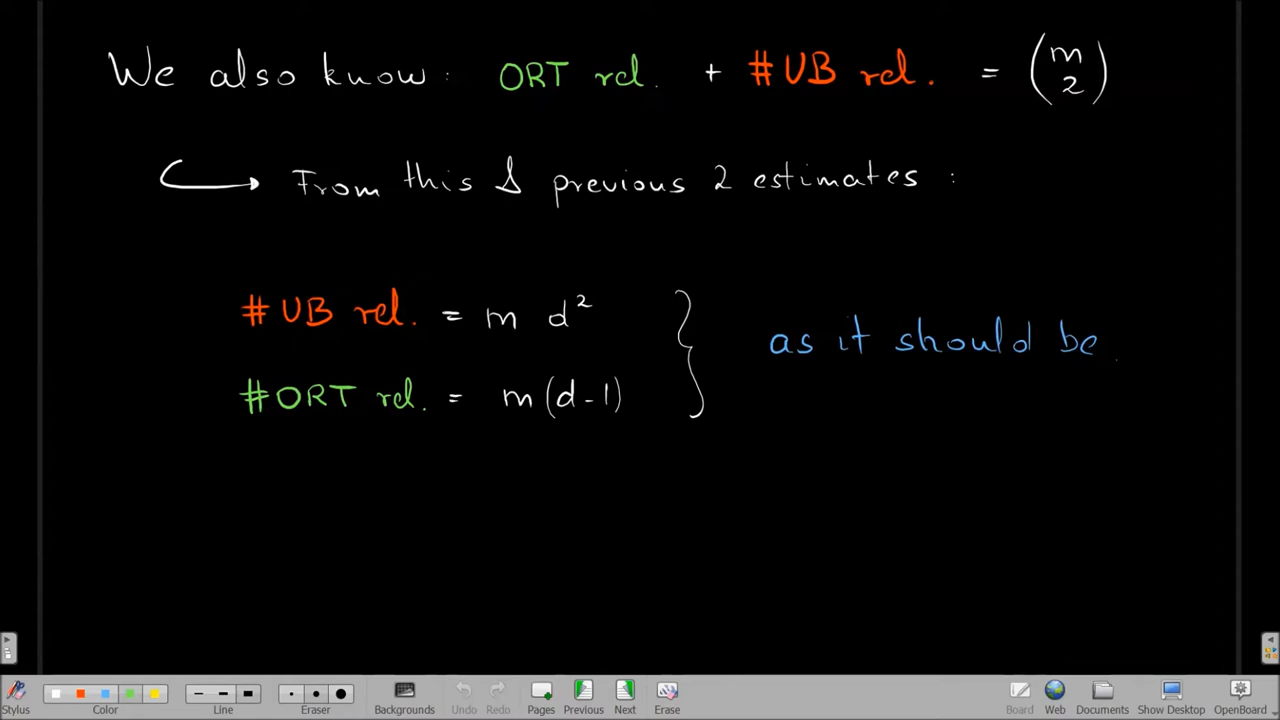 We also know: ORT rel. + #UB rel. = (m 2)
From this & previous 2 estimates :
#UB rel. = m d²
as it should be.
#ORT rel. = m(d-1)
Stylus Color Line Eraser Backgrounds Undo Redo Pages Previous Next Erase Board Web Documents Show Desktop OpenBoard